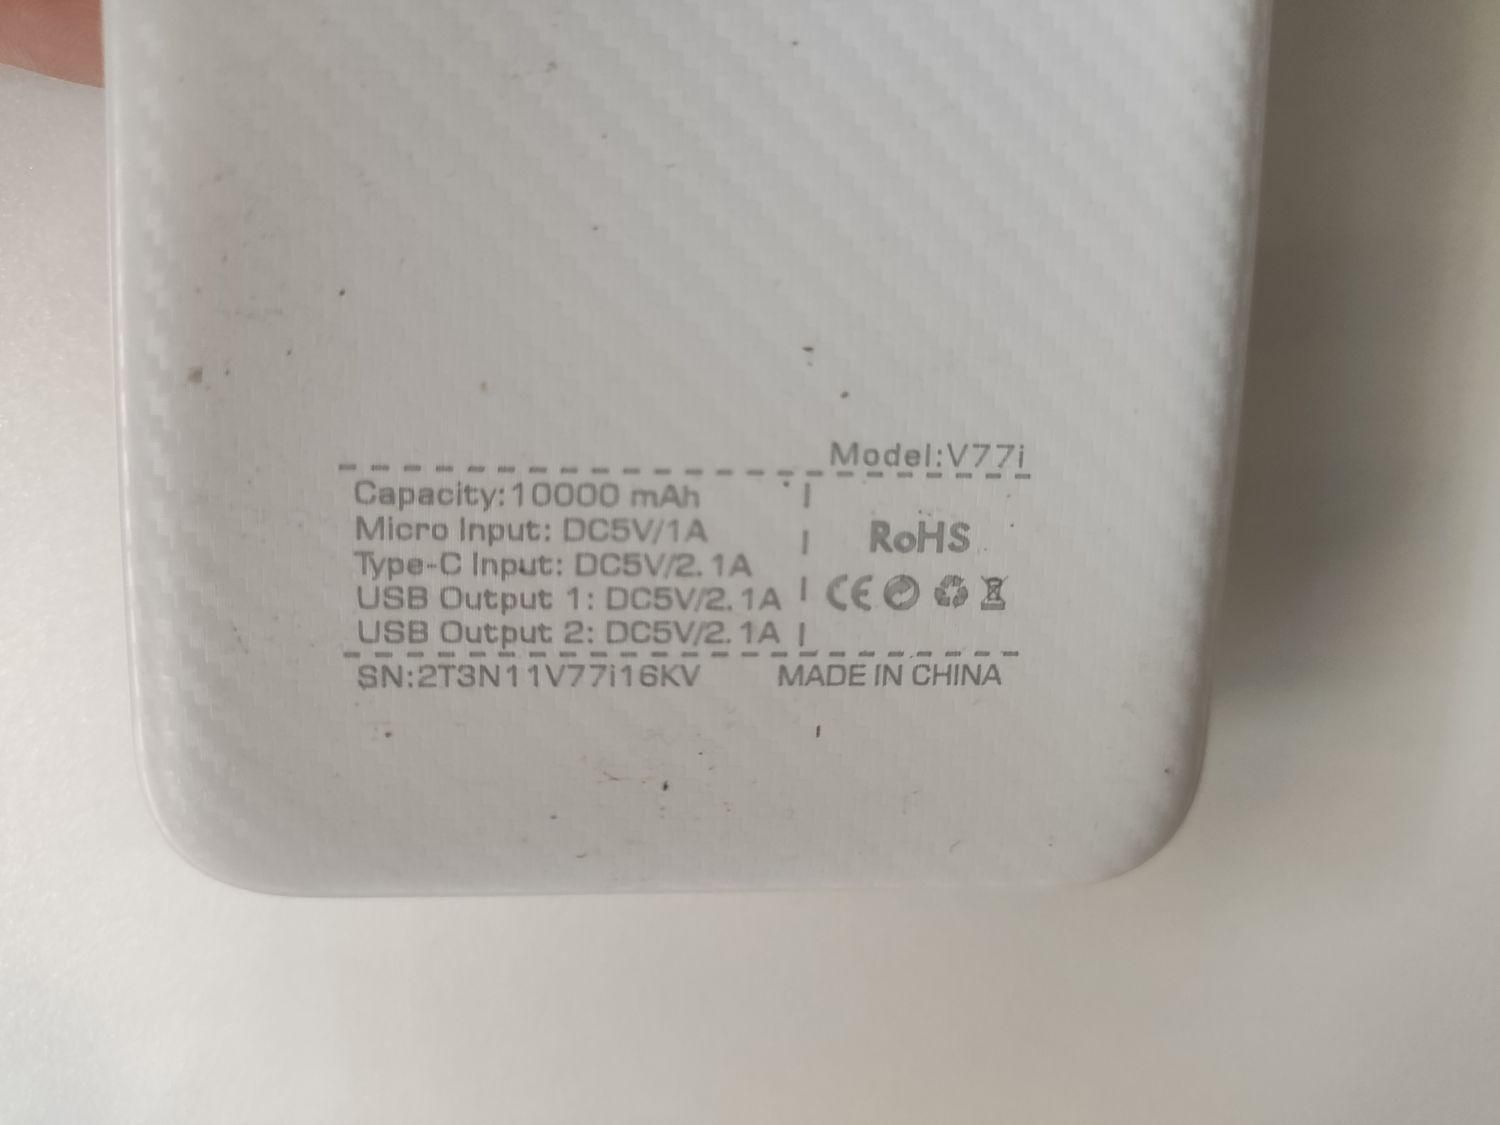 Model:V77i
Capacity:10000 mAh
Micro Input: DC5V/1A
Type-C Input: DC5V/2.1A
USB Output 1: DC5V/2.1A
USB Output 2: DC5V/2.1A
RoHS
CE
SN:2T3N11V77i16KV
MADE IN CHINA